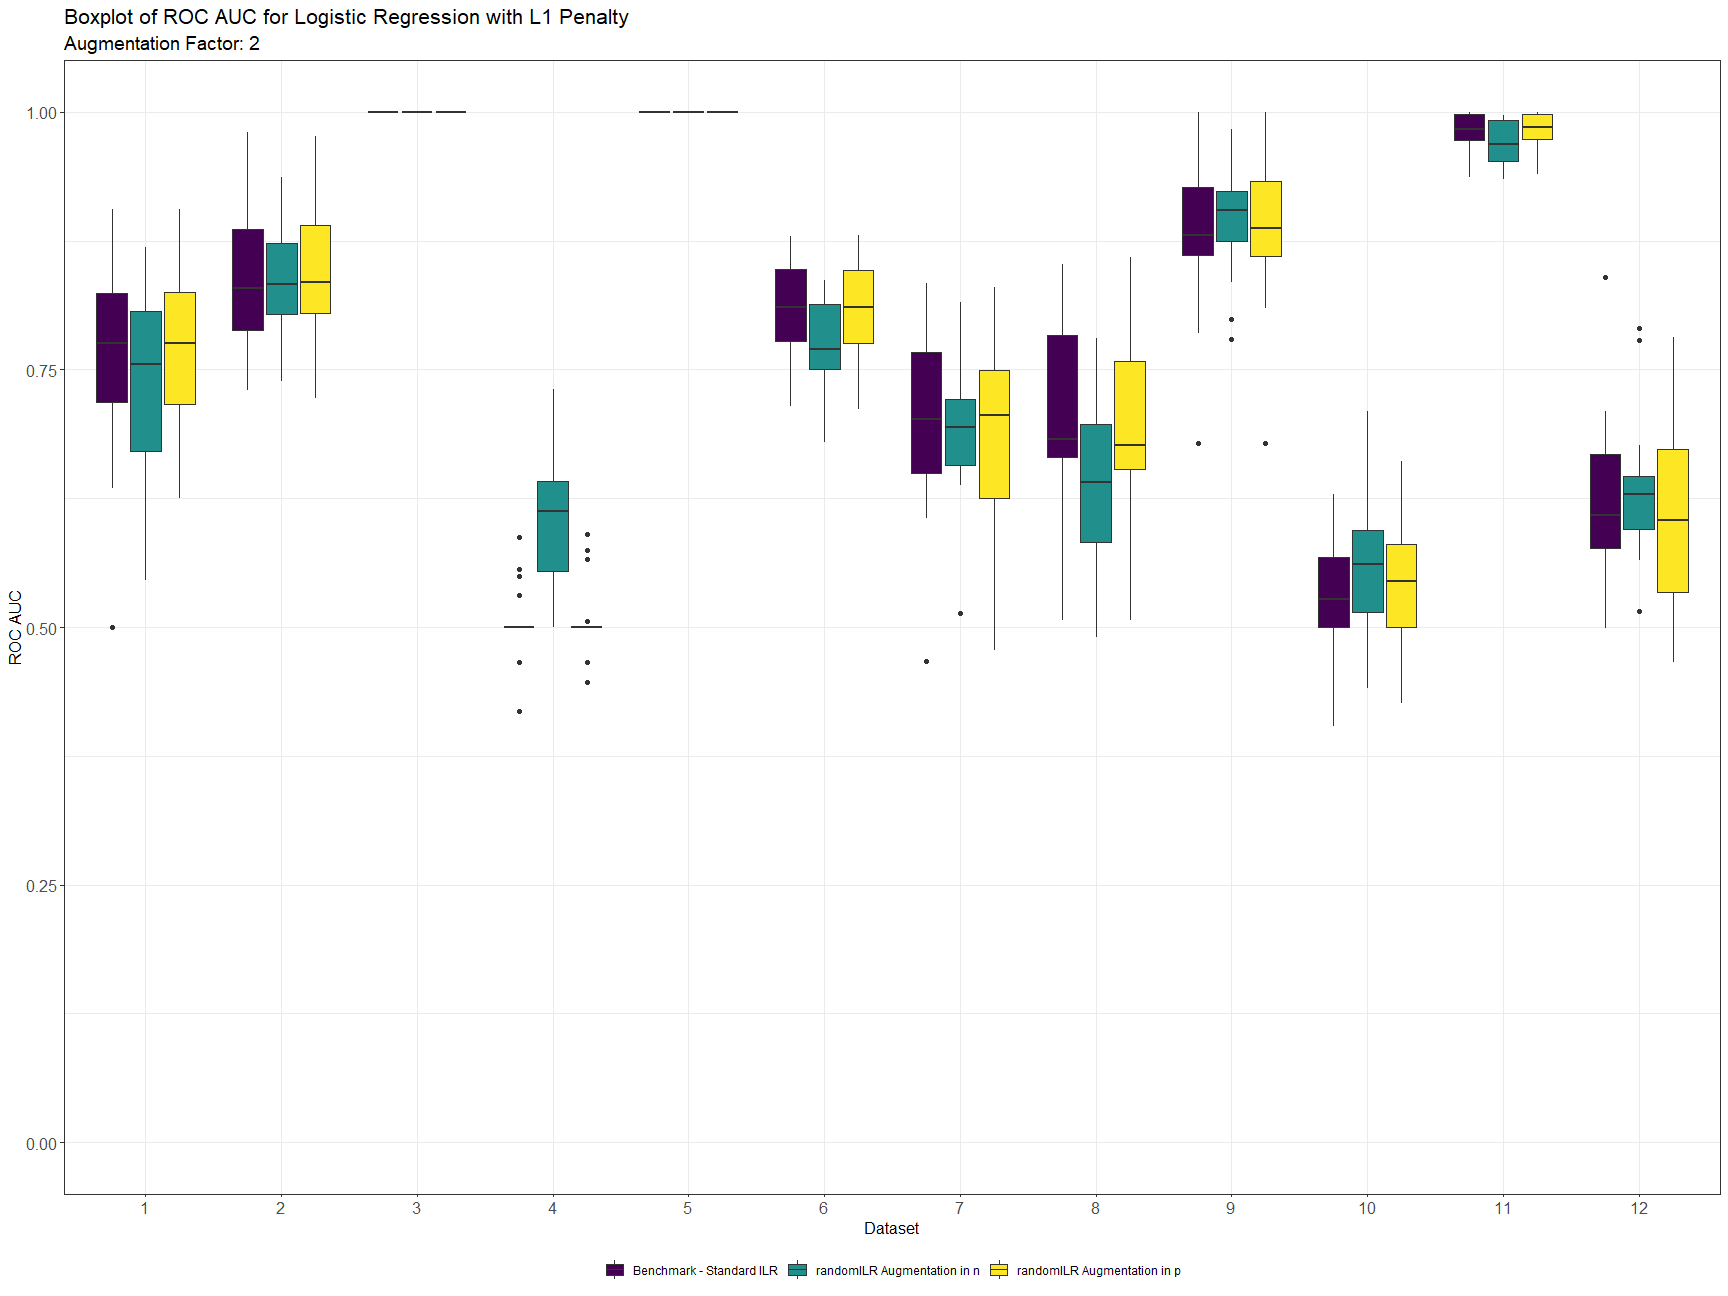 Boxplot of ROC AUC for Logistic Regression with L1 Penalty
Augmentation Factor: 2
1.00
0.75
0.50
0.25
0.00
ROC AUC
1 2 3 4 5 6 7 8 9 10 11 12
Dataset
Benchmark - Standard ILR randomILR Augmentation in n randomILR Augmentation in p